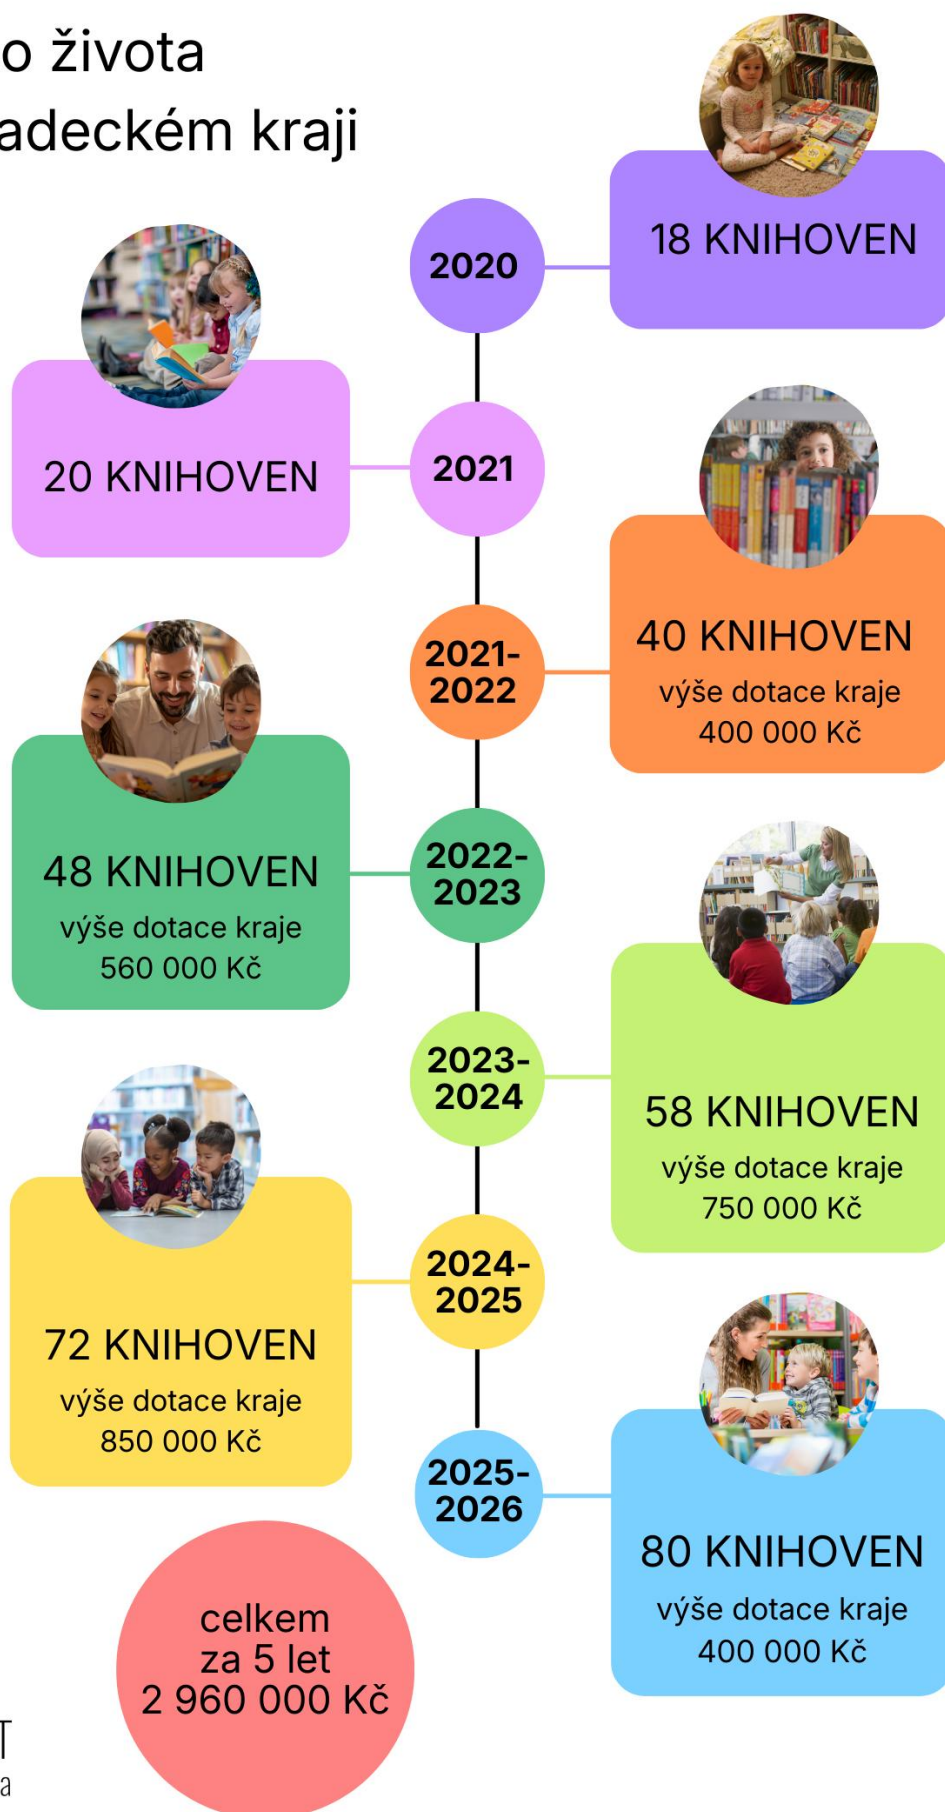 o života
adeckém kraji
2020
18 KNIHOVEN
2021
20 KNIHOVEN
2021-
2022
40 KNIHOVEN
výše dotace kraje
400 000 Kč
2022-
2023
48 KNIHOVEN
výše dotace kraje
560 000 Kč
2023-
2024
58 KNIHOVEN
výše dotace kraje
750 000 Kč
2024-
2025
72 KNIHOVEN
výše dotace kraje
850 000 Kč
2025-
2026
80 KNIHOVEN
výše dotace kraje
400 000 Kč
celkem
za 5 let
2 960 000 Kč
T
a